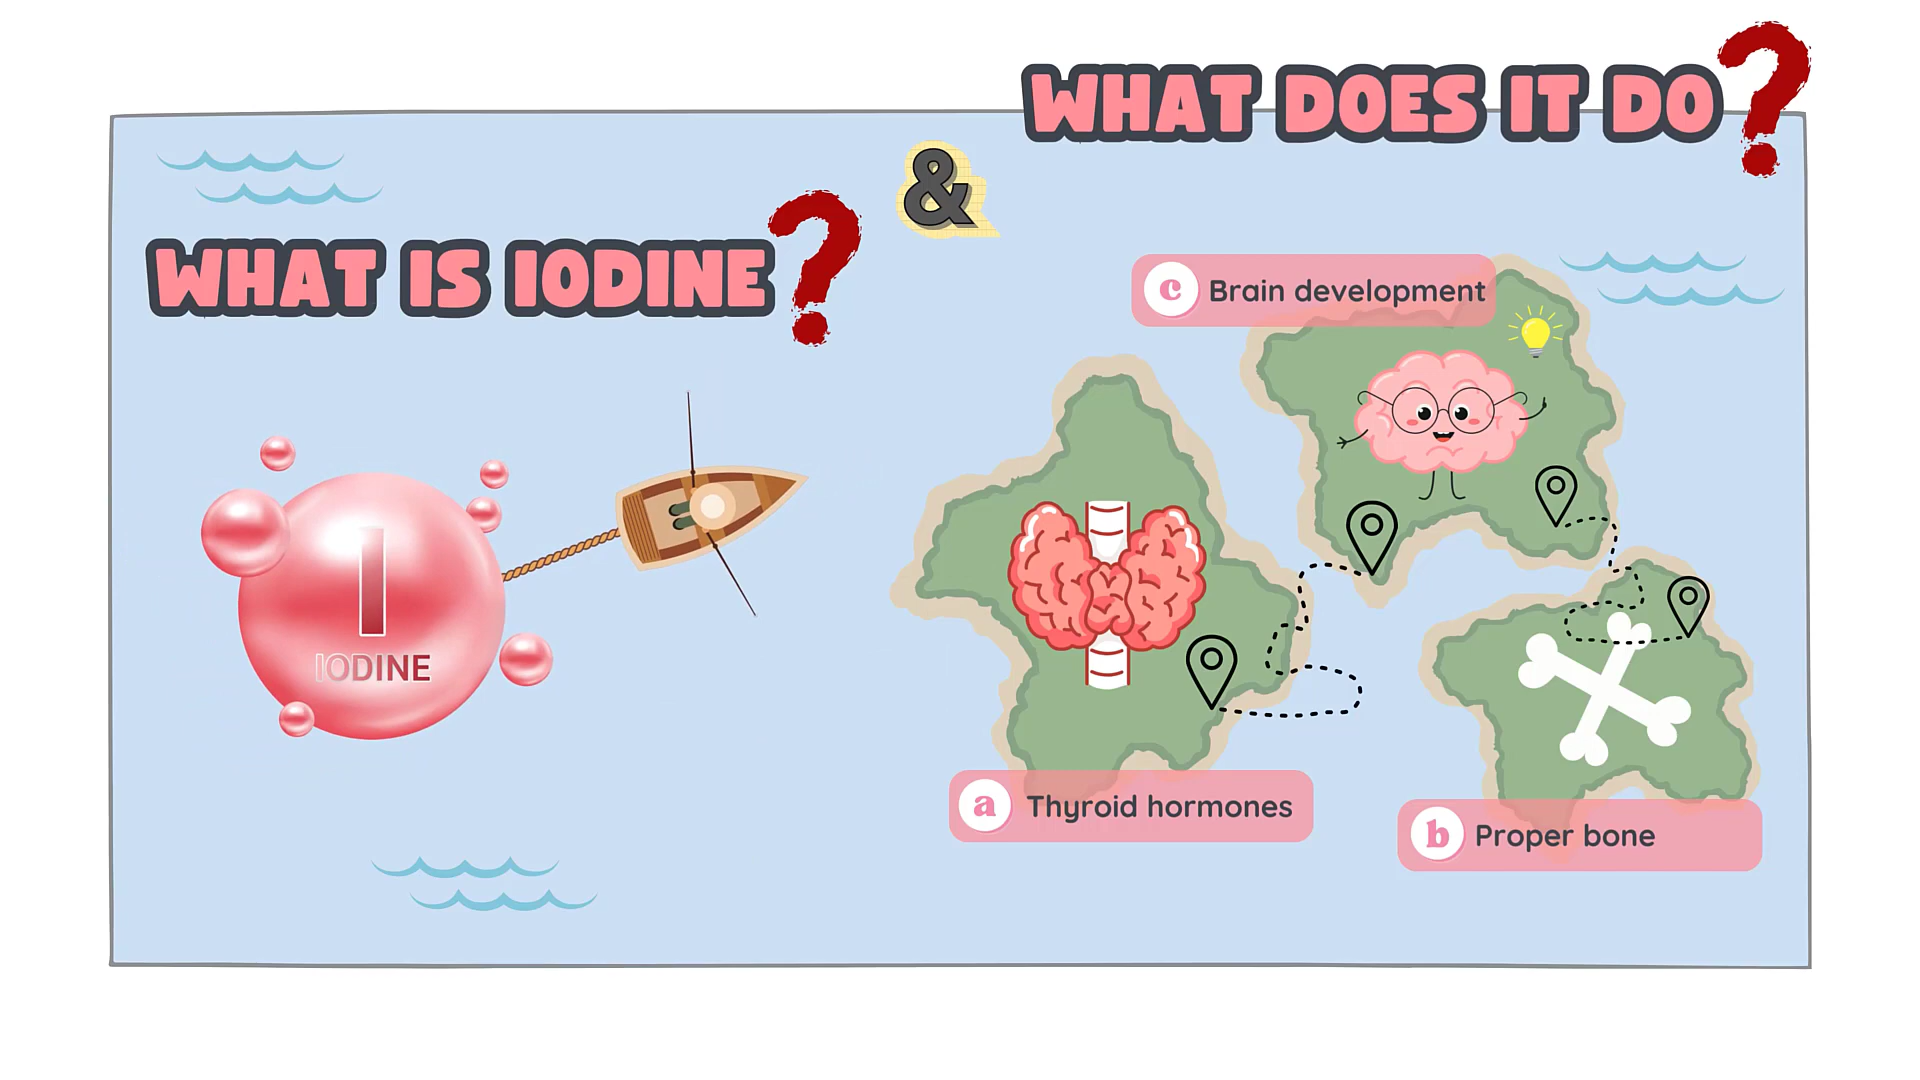 WHAT DOES IT DO?
&
WHAT IS IODINE?
c Brain development
I
IODINE
a Thyroid hormones
b Proper bone